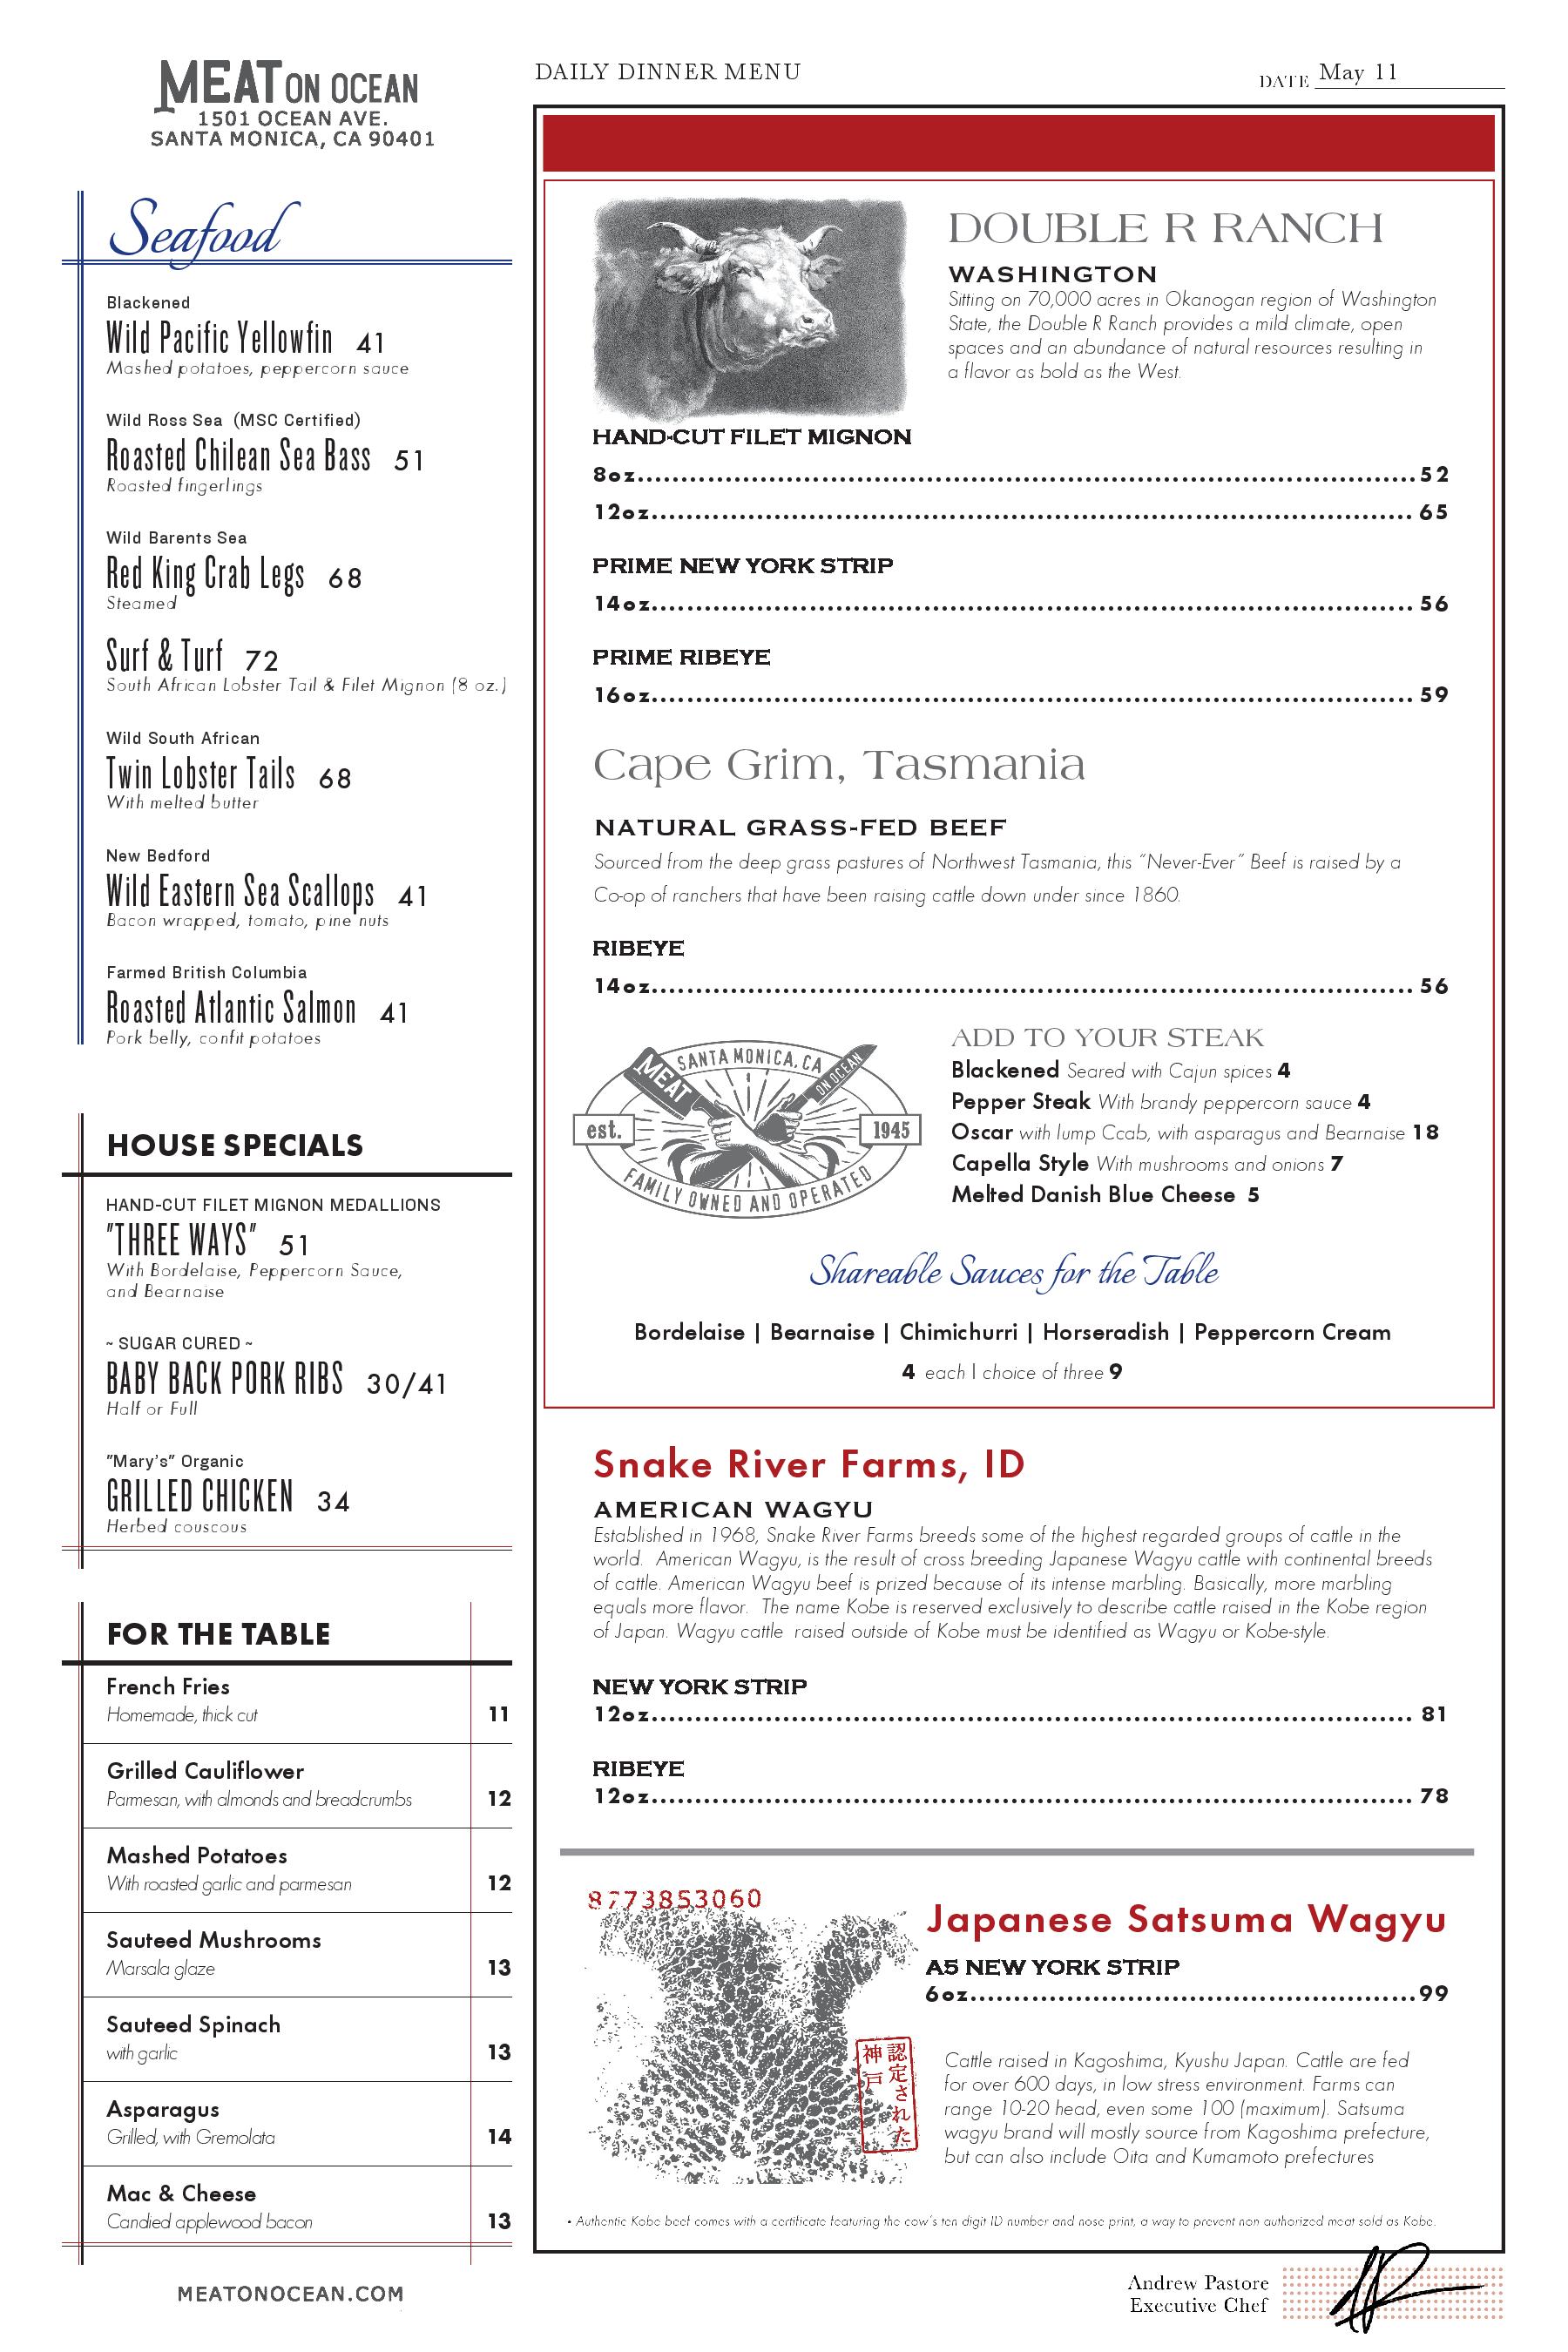 MEAT ON OCEAN
1501 OCEAN AVE.
SANTA MONICA, CA 90401
DAILY DINNER MENU
DATE May 11
Seafood
Blackened
Wild Pacific Yellowfin 41
Mashed potatoes, peppercorn sauce
Wild Ross Sea (MSC Certified)
Roasted Chilean Sea Bass 51
Roasted fingerlings
Wild Barents Sea
Red King Crab Legs 68
Steamed
Surf & Turf 72
South African Lobster Tail & Filet Mignon (8 oz.)
Wild South African
Twin Lobster Tails 68
With melted butter
New Bedford
Wild Eastern Sea Scallops 41
Bacon wrapped, tomato, pine nuts
Farmed British Columbia
Roasted Atlantic Salmon 41
Pork belly, confit potatoes
HOUSE SPECIALS
HAND-CUT FILET MIGNON MEDALLIONS
"THREE WAYS" 51
With Bordelaise, Peppercorn Sauce,
and Bearnaise
~ SUGAR CURED ~
BABY BACK PORK RIBS 30/41
Half or Full
"Mary's" Organic
GRILLED CHICKEN 34
Herbed couscous
FOR THE TABLE
French Fries
Homemade, thick cut 11
Grilled Cauliflower
Parmesan, with almonds and breadcrumbs 12
Mashed Potatoes
With roasted garlic and parmesan 12
Sauteed Mushrooms
Marsala glaze 13
Sauteed Spinach
with garlic 13
Asparagus
Grilled, with Gremolata 14
Mac & Cheese
Candied applewood bacon 13
MEATONOCEAN.COM
DOUBLE R RANCH
WASHINGTON
Sitting on 70,000 acres in Okanogan region of Washington
State, the Double R Ranch provides a mild climate, open
spaces and an abundance of natural resources resulting in
a flavor as bold as the West.
HAND-CUT FILET MIGNON
8oz 52
12oz 65
PRIME NEW YORK STRIP
14oz 56
PRIME RIBEYE
16oz 59
Cape Grim, Tasmania
NATURAL GRASS-FED BEEF
Sourced from the deep grass pastures of Northwest Tasmania, this “Never-Ever” Beef is raised by a
Co-op of ranchers that have been raising cattle down under since 1860.
RIBEYE
14oz 56
SANTA MONICA, CA
MEAT ON OCEAN
est. 1945
FAMILY OWNED AND OPERATED
ADD TO YOUR STEAK
Blackened Seared with Cajun spices 4
Pepper Steak With brandy peppercorn sauce 4
Oscar with lump Ccab, with asparagus and Bearnaise 18
Capella Style With mushrooms and onions 7
Melted Danish Blue Cheese 5
Shareable Sauces for the Table
Bordelaise | Bearnaise | Chimichurri | Horseradish | Peppercorn Cream
4 each | choice of three 9
Snake River Farms, ID
AMERICAN WAGYU
Established in 1968, Snake River Farms breeds some of the highest regarded groups of cattle in the
world. American Wagyu, is the result of cross breeding Japanese Wagyu cattle with continental breeds
of cattle. American Wagyu beef is prized because of its intense marbling. Basically, more marbling
equals more flavor. The name Kobe is reserved exclusively to describe cattle raised in the Kobe region
of Japan. Wagyu cattle raised outside of Kobe must be identified as Wagyu or Kobe-style.
NEW YORK STRIP
12oz 81
RIBEYE
12oz 78
8773853060
認定された
神戸
Japanese Satsuma Wagyu
A5 NEW YORK STRIP
6oz 99
Cattle raised in Kagoshima, Kyushu Japan. Cattle are fed
for over 600 days, in low stress environment. Farms can
range 10-20 head, even some 100 (maximum). Satsuma
wagyu brand will mostly source from Kagoshima prefecture,
but can also include Oita and Kumamoto prefectures
• Authentic Kobe beef comes with a certificate featuring the cow's ten digit ID number and nose print, a way to prevent non authorized meat sold as Kobe.
Andrew Pastore
Executive Chef